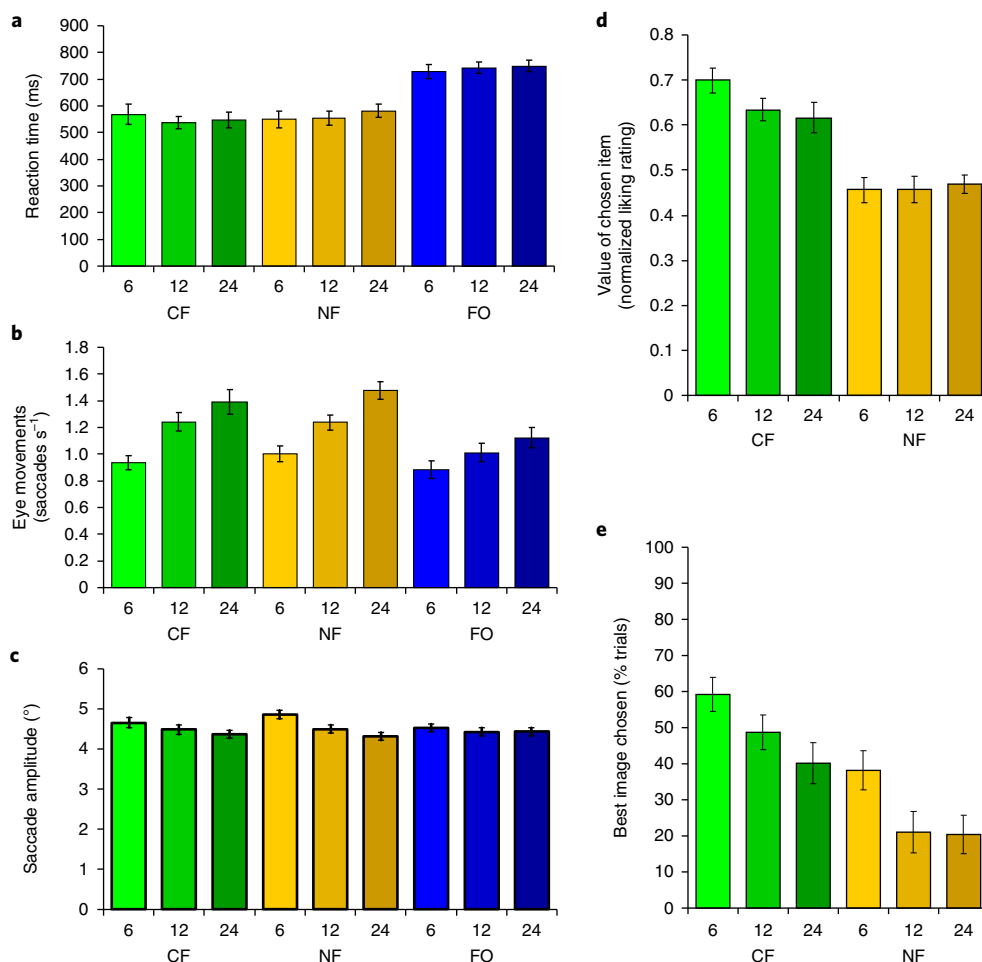 a
Reaction time (ms)
900
800
700
600
500
400
300
200
100
0
6 12 24 6 12 24 6 12 24
CF NF FO
b
Eye movements
(saccades s⁻¹)
1.8
1.6
1.4
1.2
1.0
0.8
0.6
0.4
0.2
0
6 12 24 6 12 24 6 12 24
CF NF FO
c
Saccade amplitude (°)
6
5
4
3
2
1
0
6 12 24 6 12 24 6 12 24
CF NF FO
d
Value of chosen item
(normalized liking rating)
0.8
0.7
0.6
0.5
0.4
0.3
0.2
0.1
0
6 12 24 6 12 24
CF NF
e
Best image chosen (% trials)
100
90
80
70
60
50
40
30
20
10
0
6 12 24 6 12 24
CF NF